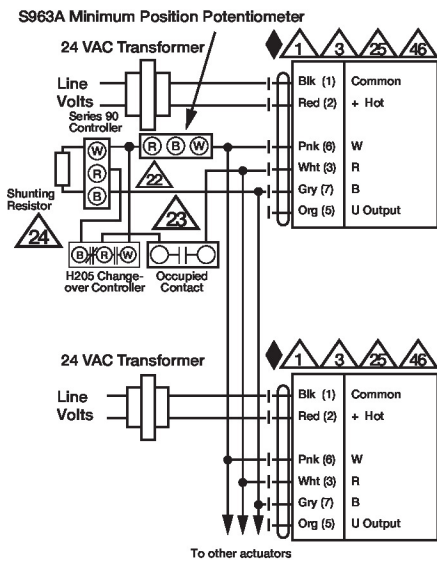 S963A Minimum Position Potentiometer
24 VAC Transformer
1 3 25 46
Line
Volts
Blk (1) Common
Red (2) + Hot
Series 90
Controller
W
R
B
R B W
Pnk (6) W
Wht (3) R
Gry (7) B
Org (5) U Output
Shunting
Resistor
22
23
24
B R W
H205 Change-
over Controller
Occupied
Contact
24 VAC Transformer
1 3 25 46
Line
Volts
Blk (1) Common
Red (2) + Hot
Pnk (6) W
Wht (3) R
Gry (7) B
Org (5) U Output
To other actuators